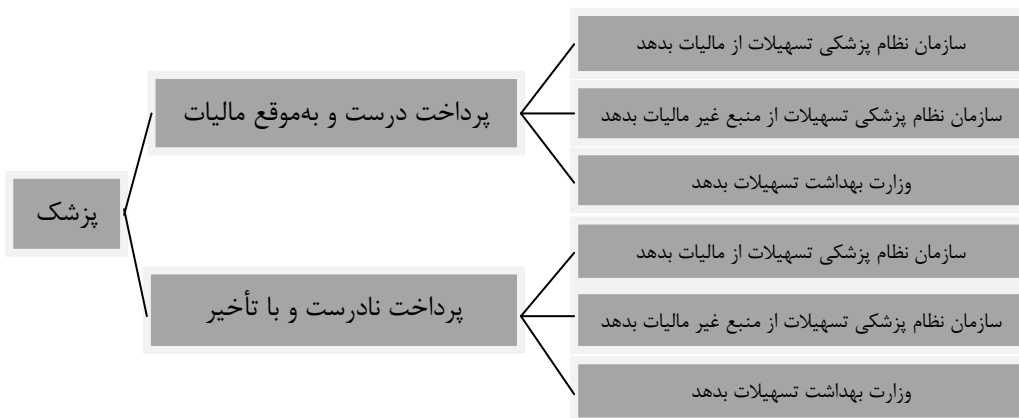 پزشک
پرداخت درست و به‌موقع مالیات
سازمان نظام پزشکی تسهیلات از مالیات بدهد
سازمان نظام پزشکی تسهیلات از منبع غیر مالیات بدهد
وزارت بهداشت تسهیلات بدهد
پرداخت نادرست و با تأخیر
سازمان نظام پزشکی تسهیلات از مالیات بدهد
سازمان نظام پزشکی تسهیلات از منبع غیر مالیات بدهد
وزارت بهداشت تسهیلات بدهد